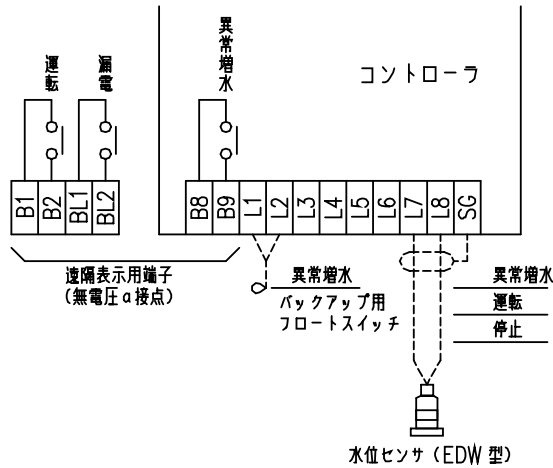 運転
漏電
異常増水
コントローラ
B1
B2
BL1
BL2
B8
B9
L1
L2
L3
L4
L5
L6
L7
L8
SG
遠隔表示用端子
(無電圧a接点)
異常増水
バックアップ用
フロートスイッチ
異常増水
運転
停止
水位センサ(EDW型)